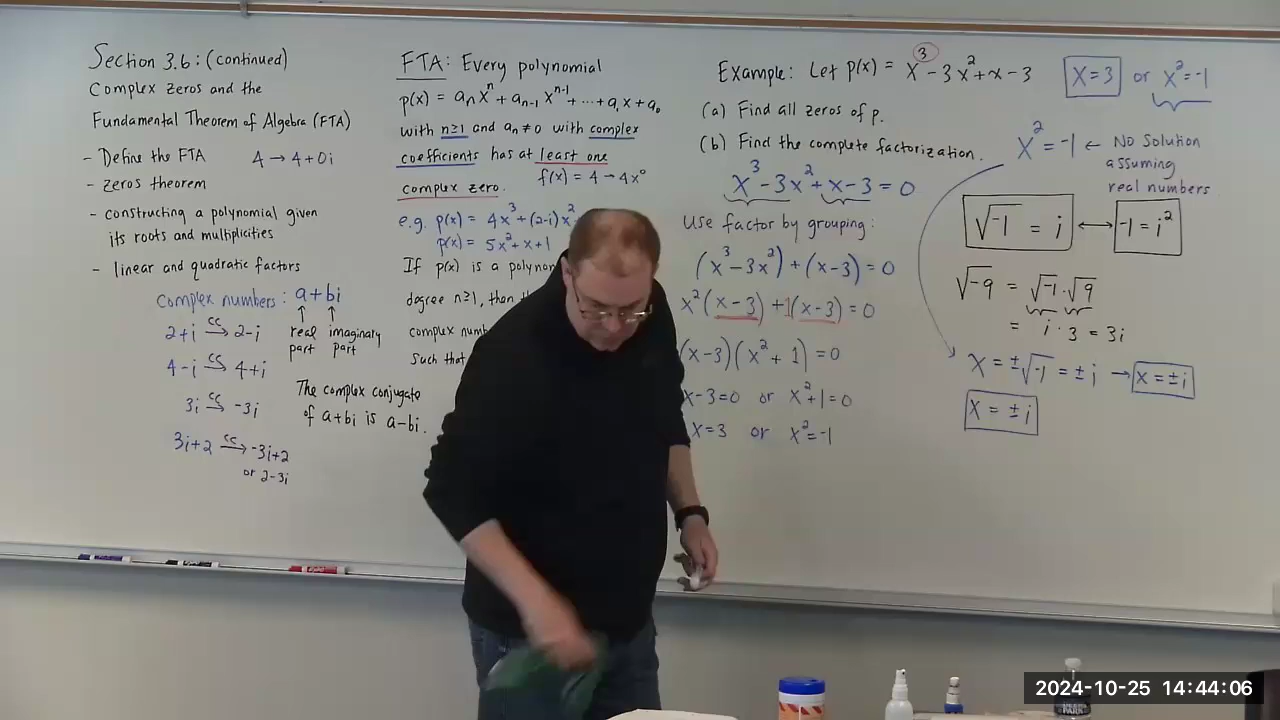 Section 3.6: (continued)
Complex Zeros and the
Fundamental Theorem of Algebra (FTA)
- Define the FTA 4 → 4+0i
- zeros theorem
- constructing a polynomial given
its roots and multiplicities
- linear and quadratic factors
Complex numbers: a+bi
↑ ↑
real imaginary
part part
2+i cc→ 2-i
4-i cc→ 4+i
3i cc→ -3i
3i+2 cc→ -3i+2
or 2-3i
The complex conjugate
of a+bi is a-bi.
FTA: Every polynomial
p(x) = aₙxⁿ + aₙ₋₁xⁿ⁻¹ + ... + a₁x + a₀
with n≥1 and aₙ≠0 with complex
coefficients has at least one
complex zero. f(x) = 4 → 4x⁰
e.g. p(x) = 4x³+(2-i)x²
p(x) = 5x²+x+1
If p(x) is a
degree n≥1,
complex
such that
Example: Let p(x) = x³-3x²+x-3
(a) Find all zeros of p.
(b) Find the complete factorization.
x³-3x²+x-3 = 0
Use factor by grouping:
(x³-3x²)+(x-3) = 0
x²(x-3)+1(x-3) = 0
(x-3)(x²+1) = 0
x-3=0 or x²+1=0
x=3 or x²=-1
x=3 or x²=-1
x²=-1 ← No solution
assuming
real numbers.
√-1 = i ↔ -1=i²
√-9 = √-1·√9
= i·3 = 3i
x=±√-1=±i → x=±i
x = ±i
2024-10-25 14:44:06